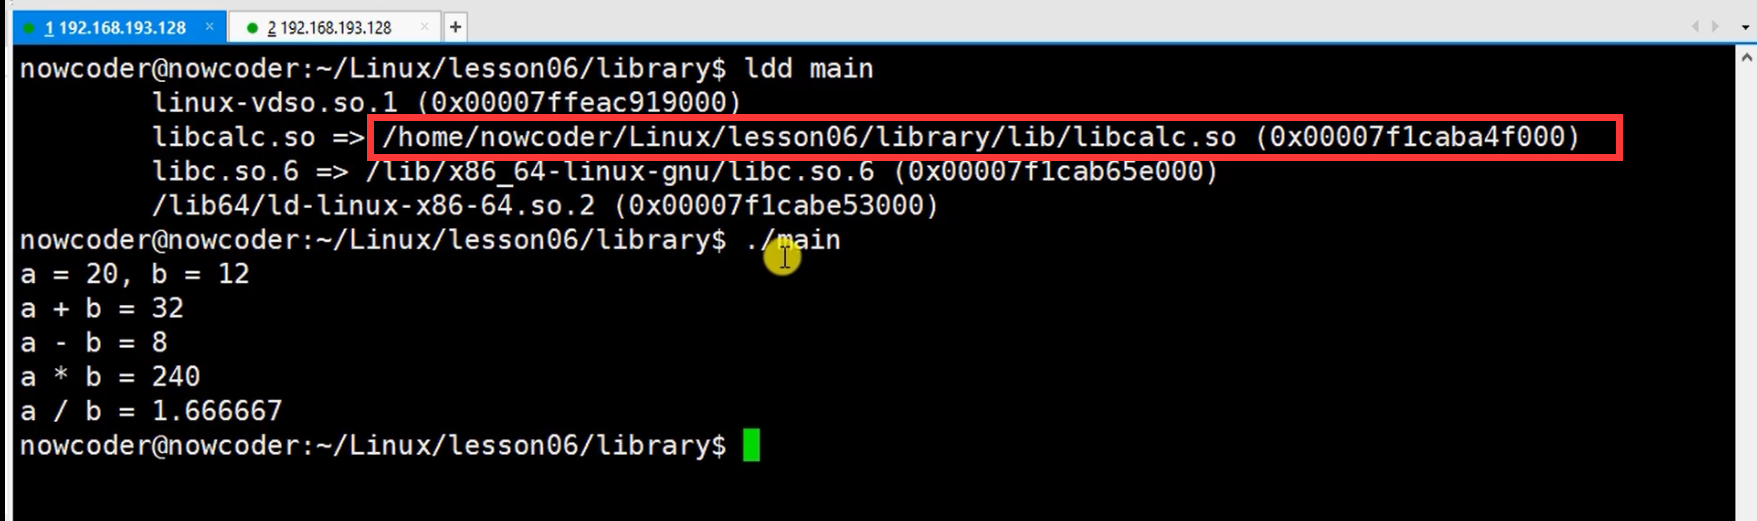 1 192.168.193.128 × 2 192.168.193.128 × +
nowcoder@nowcoder:~/Linux/lesson06/library$ ldd main
linux-vdso.so.1 (0x00007ffeac919000)
libcalc.so => /home/nowcoder/Linux/lesson06/library/lib/libcalc.so (0x00007f1caba4f000)
libc.so.6 => /lib/x86_64-linux-gnu/libc.so.6 (0x00007f1cab65e000)
/lib64/ld-linux-x86-64.so.2 (0x00007f1cabe53000)
nowcoder@nowcoder:~/Linux/lesson06/library$ ./main
a = 20, b = 12
a + b = 32
a - b = 8
a * b = 240
a / b = 1.666667
nowcoder@nowcoder:~/Linux/lesson06/library$